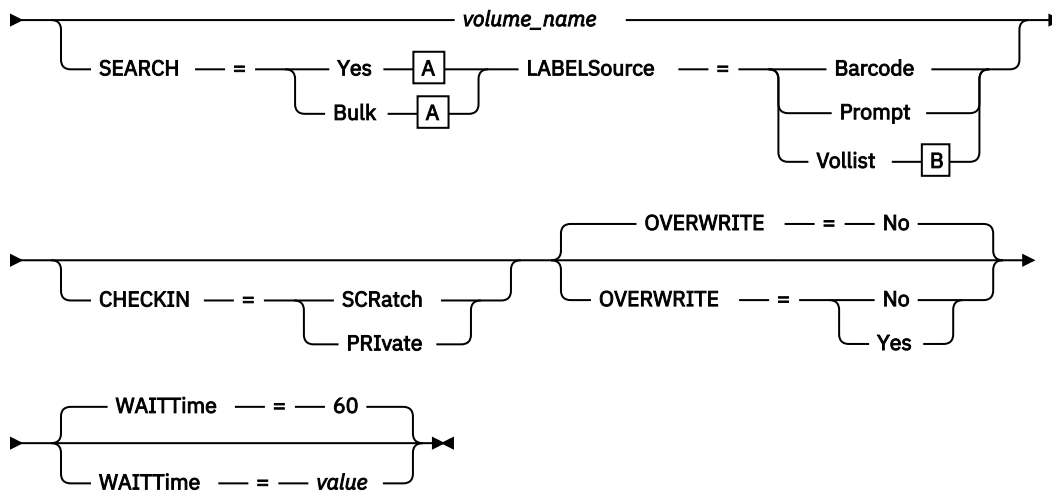 volume_name
SEARCH = Yes A LABELSource = Barcode
Bulk A Prompt
Vollist B
OVERWRITE = No
CHECKIN = SCRatch OVERWRITE = No
PRIvate Yes
WAITTime = 60
WAITTime = value